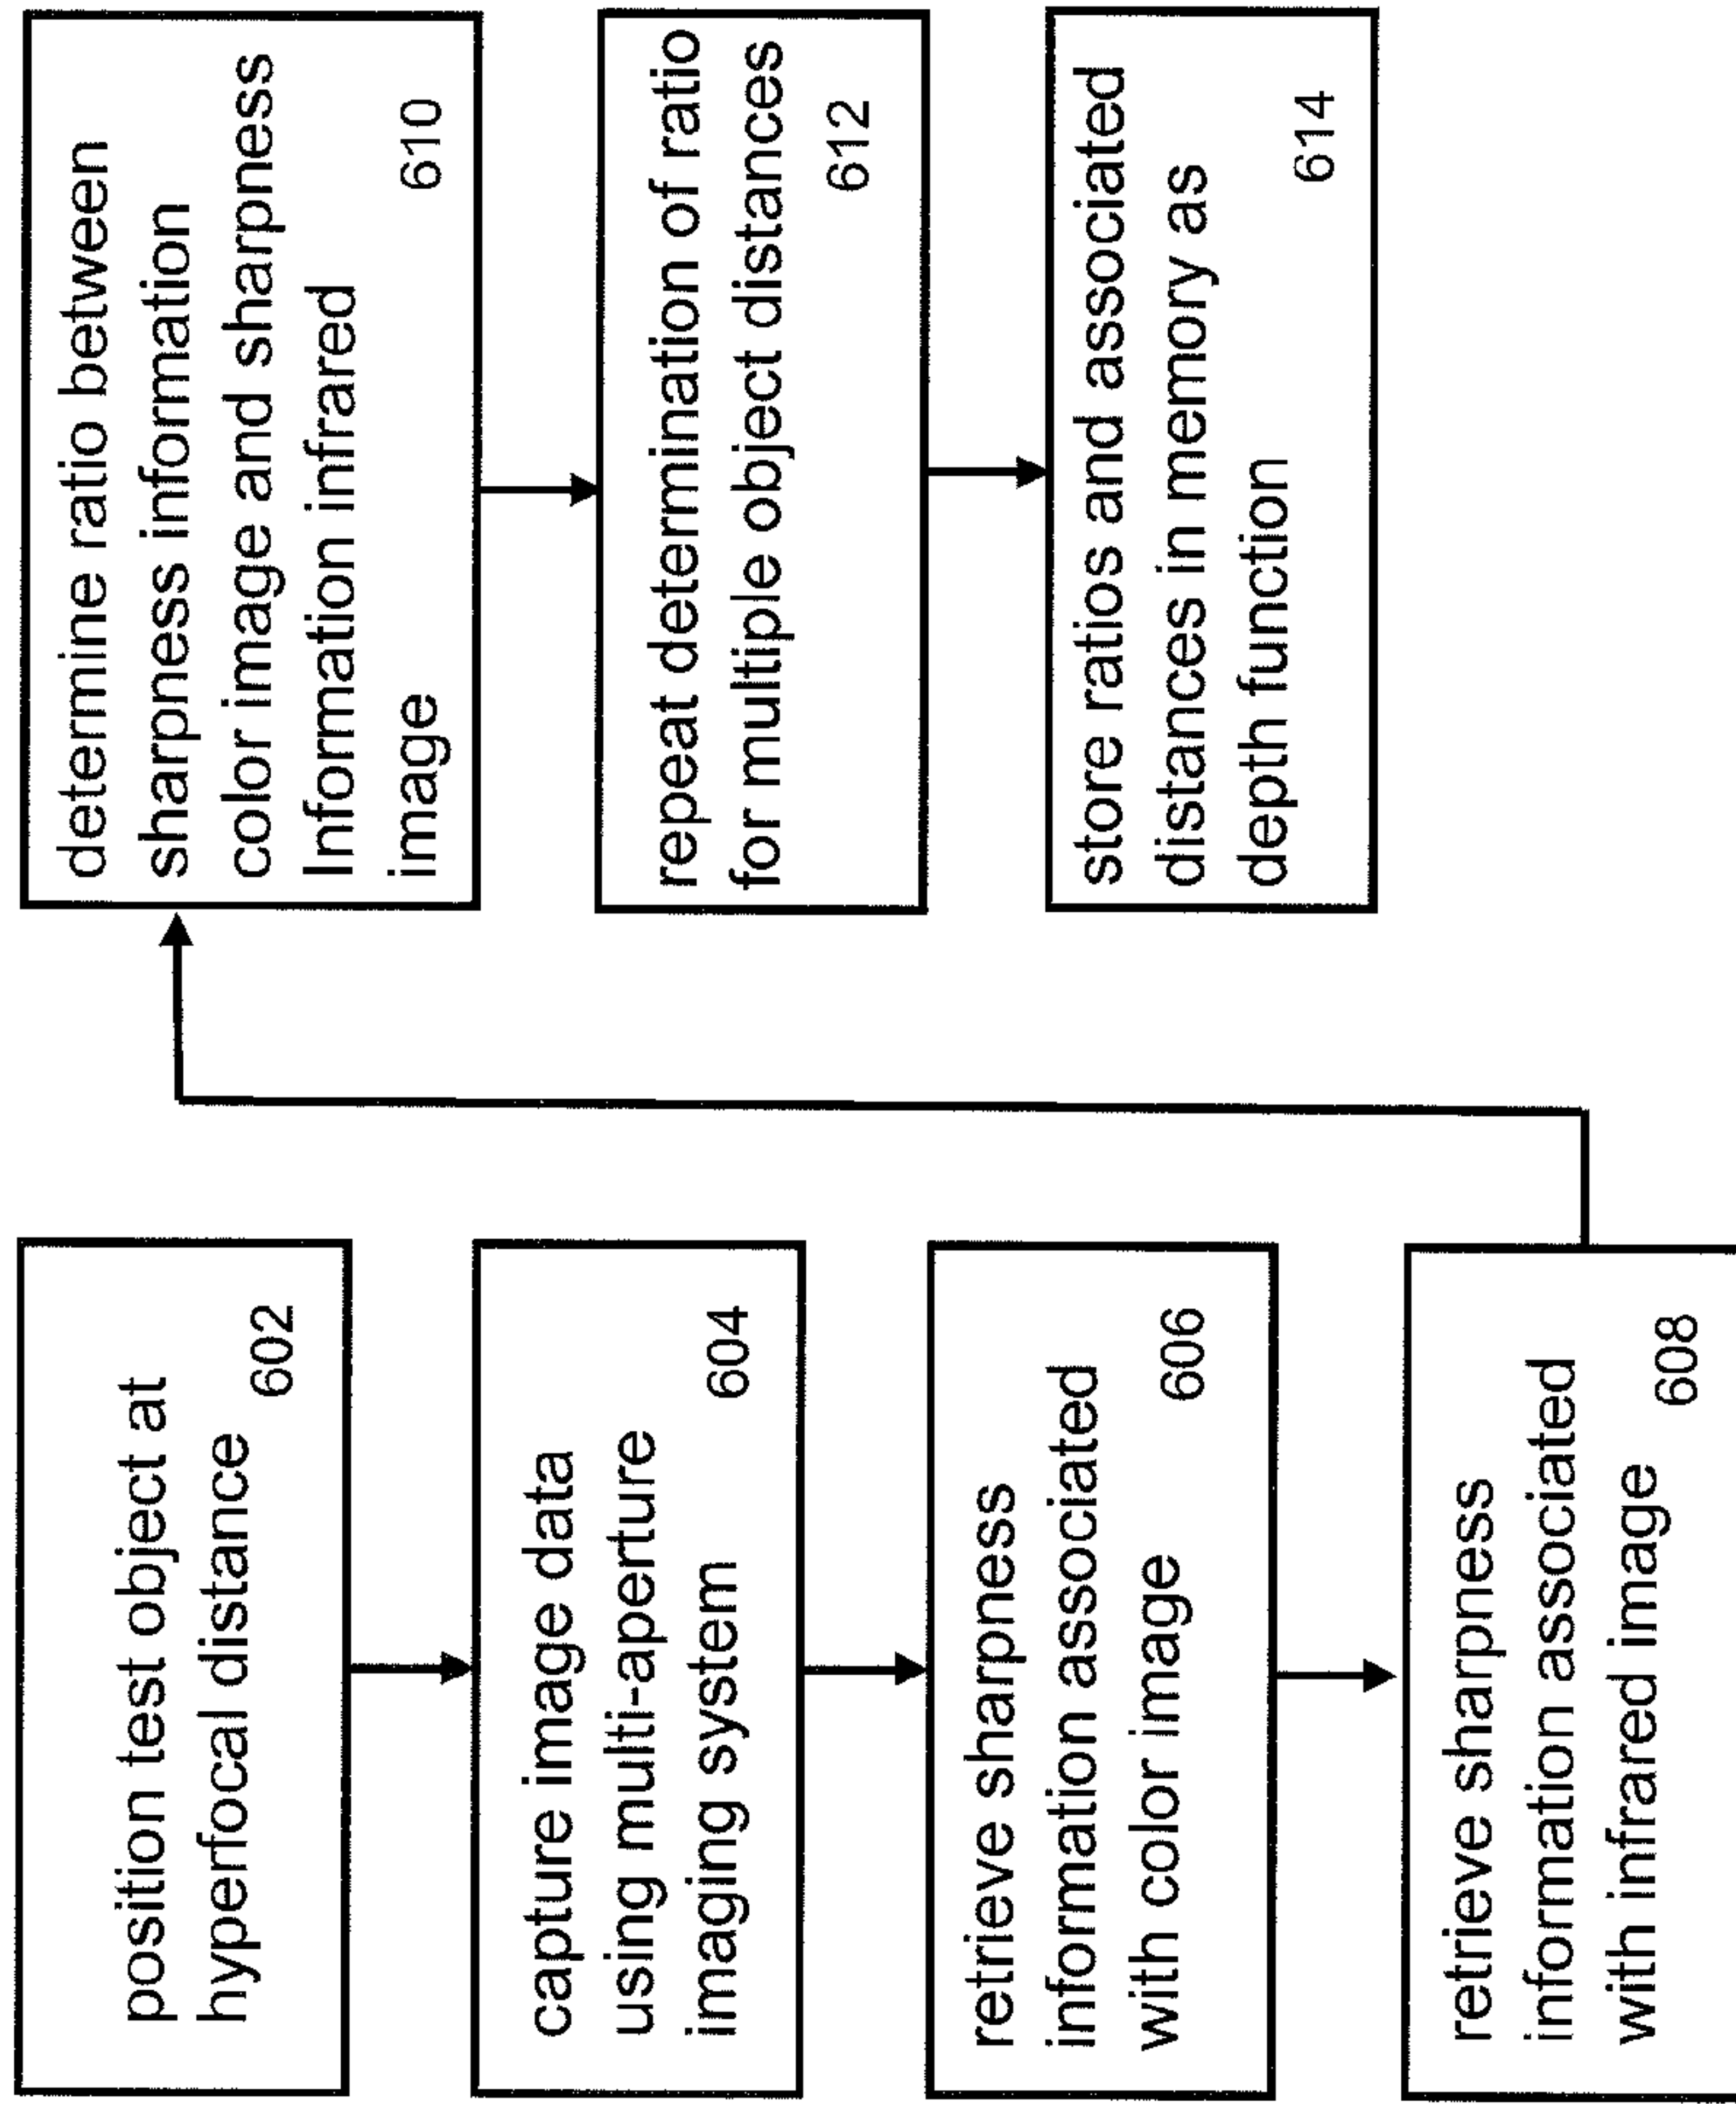 position test object at
hyperfocal distance
602
capture image data
using multi-aperture
imaging system
604
retrieve sharpness
information associated
with color image
606
retrieve sharpness
information associated
with infrared image
608
determine ratio between
sharpness information
color image and sharpness
Information infrared
image
610
repeat determination of ratio
for multiple object distances
612
store ratios and associated
distances in memory as
depth function
614